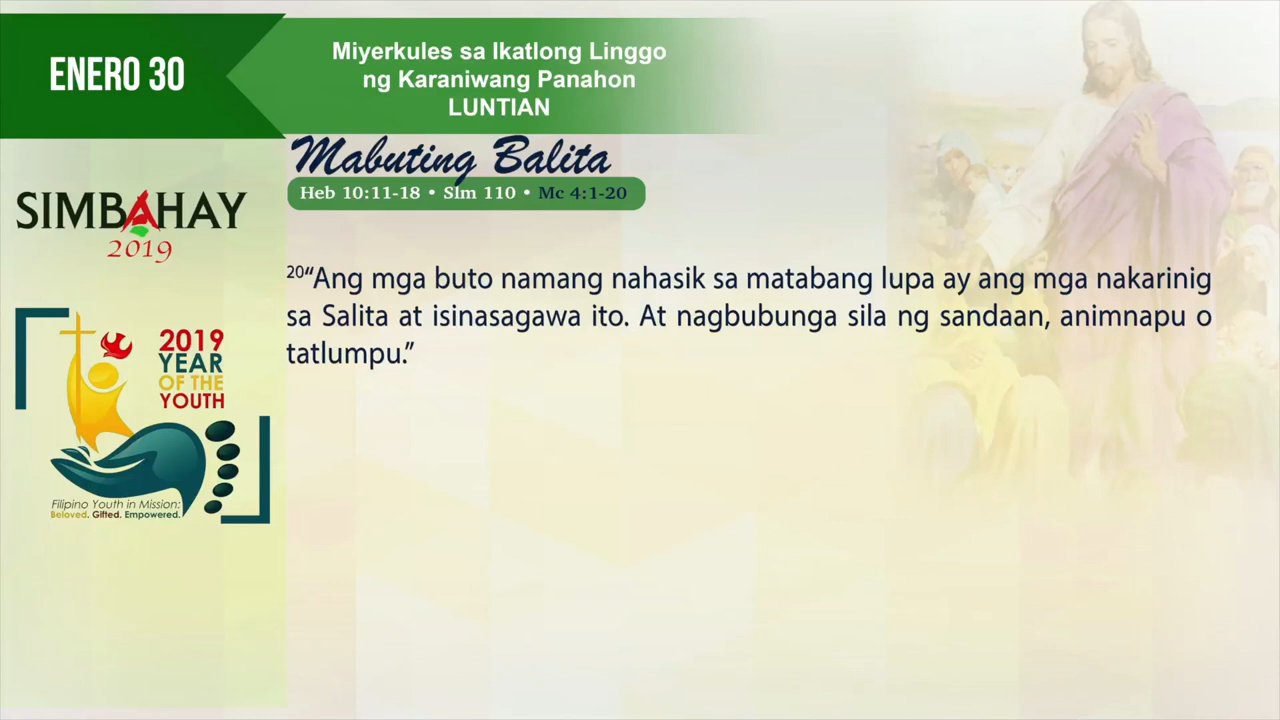 ENERO 30
Miyerkules sa Ikatlong Linggo
ng Karaniwang Panahon
LUNTIAN
Mabuting Balita
Heb 10:11-18 • Slm 110 • Mc 4:1-20
SIMBAHAY
2019
20“Ang mga buto namang nahasik sa matabang lupa ay ang mga nakarinig
sa Salita at isinasagawa ito. At nagbubunga sila ng sandaan, animnapu o
tatlumpu.”
2019
YEAR
OF THE
YOUTH
Filipino Youth in Mission:
Beloved. Gifted. Empowered.